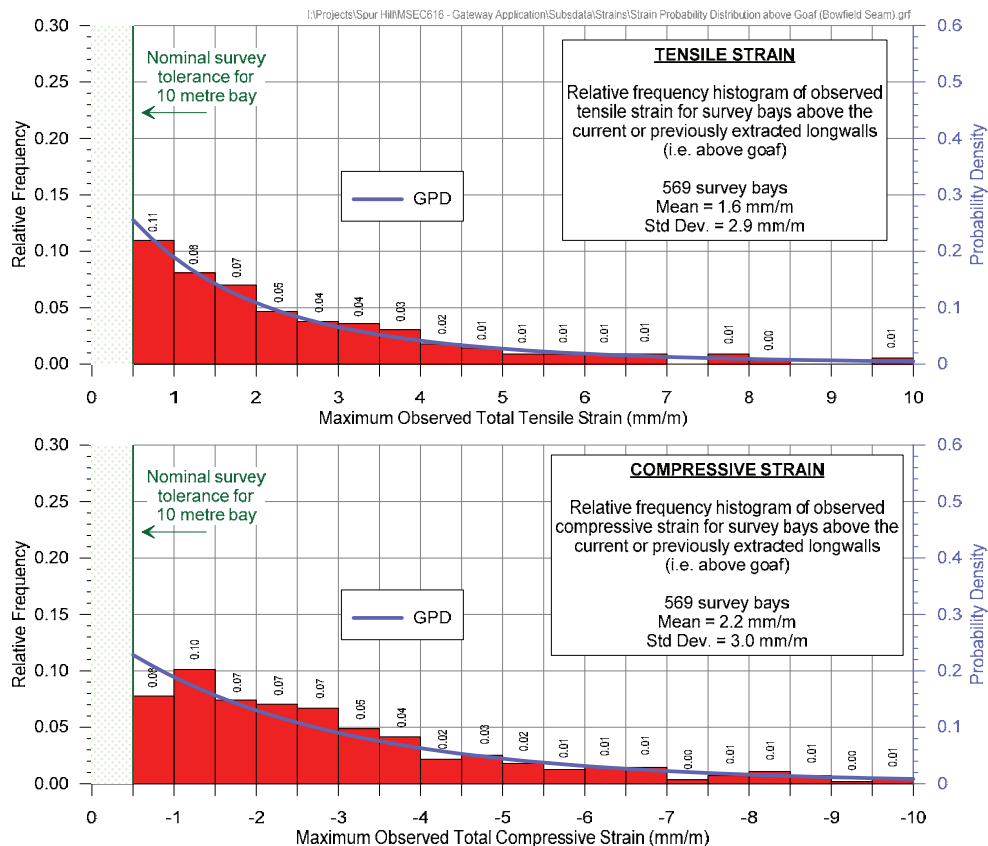 I:\Projects\Spur Hill\MSEC616 - Gateway Application\Subsdata\Strains\Strain Probability Distribution above Goaf (Bowfield Seam).grf
TENSILE STRAIN
Relative frequency histogram of observed
tensile strain for survey bays above the
current or previously extracted longwalls
(i.e. above goaf)
569 survey bays
Mean = 1.6 mm/m
Std Dev. = 2.9 mm/m
Nominal survey
tolerance for
10 metre bay
GPD
Relative Frequency
0.30
0.25
0.20
0.15
0.10
0.05
0.00
Probability Density
0.6
0.5
0.4
0.3
0.2
0.1
0
0.11
0.08
0.07
0.05
0.04
0.04
0.03
0.02
0.01
0.01
0.01
0.01
0.01
0.01
0.00
0.01
0 1 2 3 4 5 6 7 8 9 10
Maximum Observed Total Tensile Strain (mm/m)
COMPRESSIVE STRAIN
Relative frequency histogram of observed
compressive strain for survey bays above the
current or previously extracted longwalls
(i.e. above goaf)
569 survey bays
Mean = 2.2 mm/m
Std Dev. = 3.0 mm/m
Nominal survey
tolerance for
10 metre bay
GPD
Relative Frequency
0.30
0.25
0.20
0.15
0.10
0.05
0.00
Probability Density
0.6
0.5
0.4
0.3
0.2
0.1
0
0.08
0.10
0.07
0.07
0.07
0.05
0.04
0.02
0.03
0.02
0.01
0.01
0.01
0.00
0.01
0.01
0.01
0.00
0.01
0 -1 -2 -3 -4 -5 -6 -7 -8 -9 -10
Maximum Observed Total Compressive Strain (mm/m)